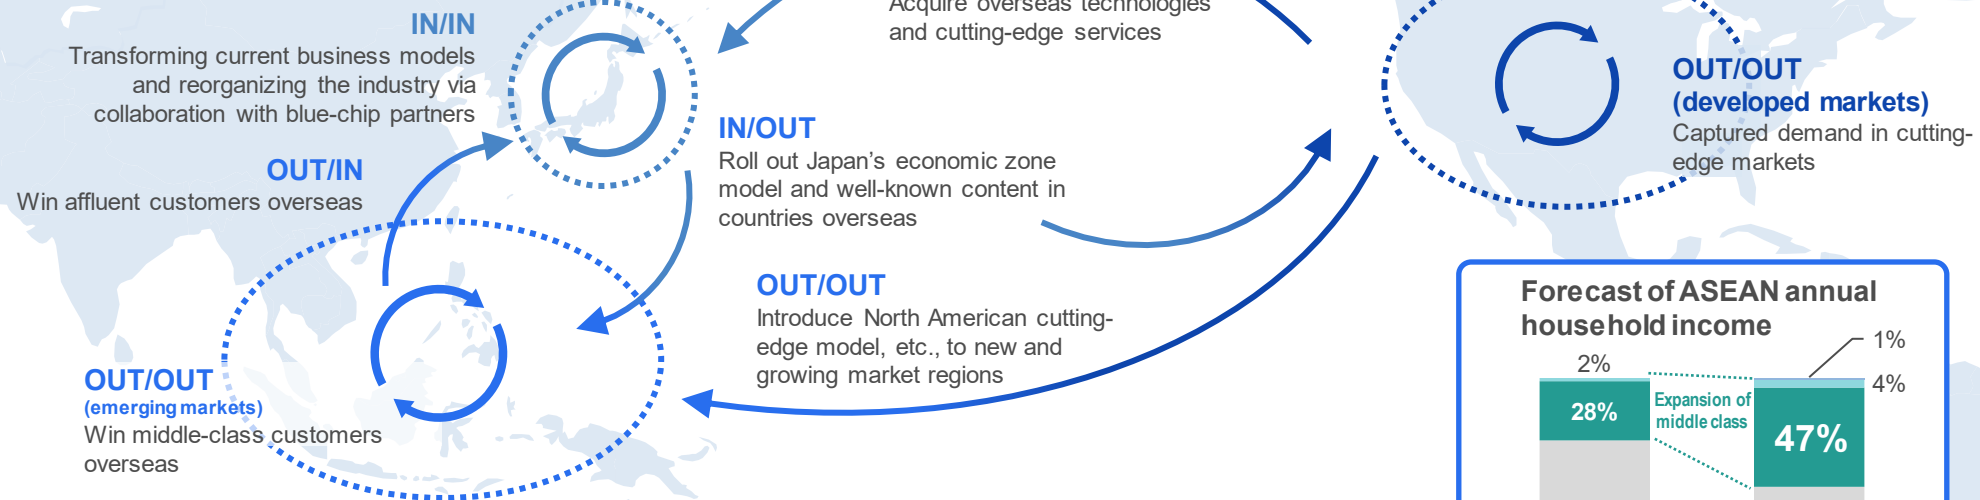 IN/IN
Transforming current business models
and reorganizing the industry via
collaboration with blue-chip partners
Acquire overseas technologies
and cutting-edge services
OUT/OUT
(developed markets)
Captured demand in cutting-
edge markets
IN/OUT
Roll out Japan’s economic zone
model and well-known content in
countries overseas
OUT/IN
Win affluent customers overseas
OUT/OUT
Introduce North American cutting-
edge model, etc., to new and
growing market regions
OUT/OUT
(emerging markets)
Win middle-class customers
overseas
Forecast of ASEAN annual
household income
2%
1%
4%
28%
Expansion of
middle class
47%